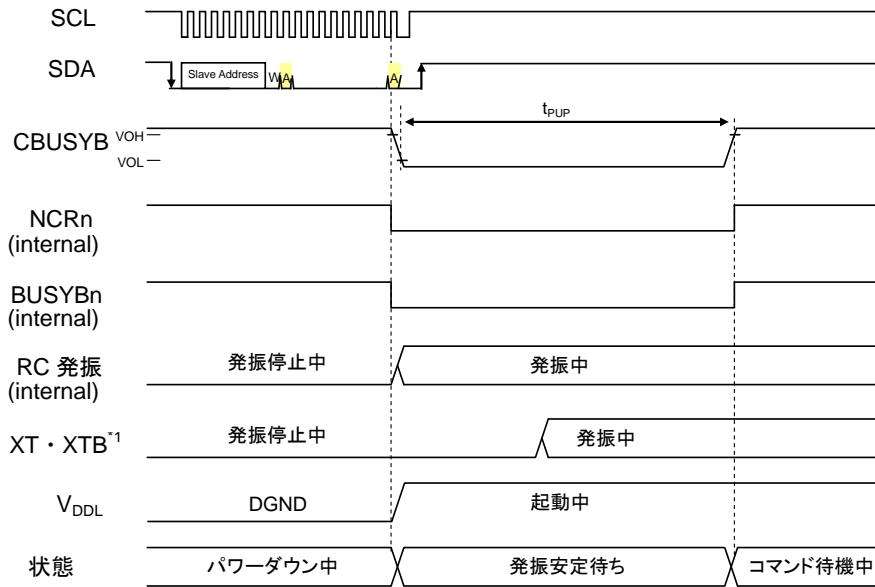 SCL
SDA
Slave Address
W A
A
tPUP
CBUSYB
VOH
VOL
NCRn
(internal)
BUSYBn
(internal)
RC 発振
(internal)
発振停止中
発振中
XT・XTB*1
発振停止中
発振中
VDDL
DGND
起動中
状態
パワーダウン中
発振安定待ち
コマンド待機中